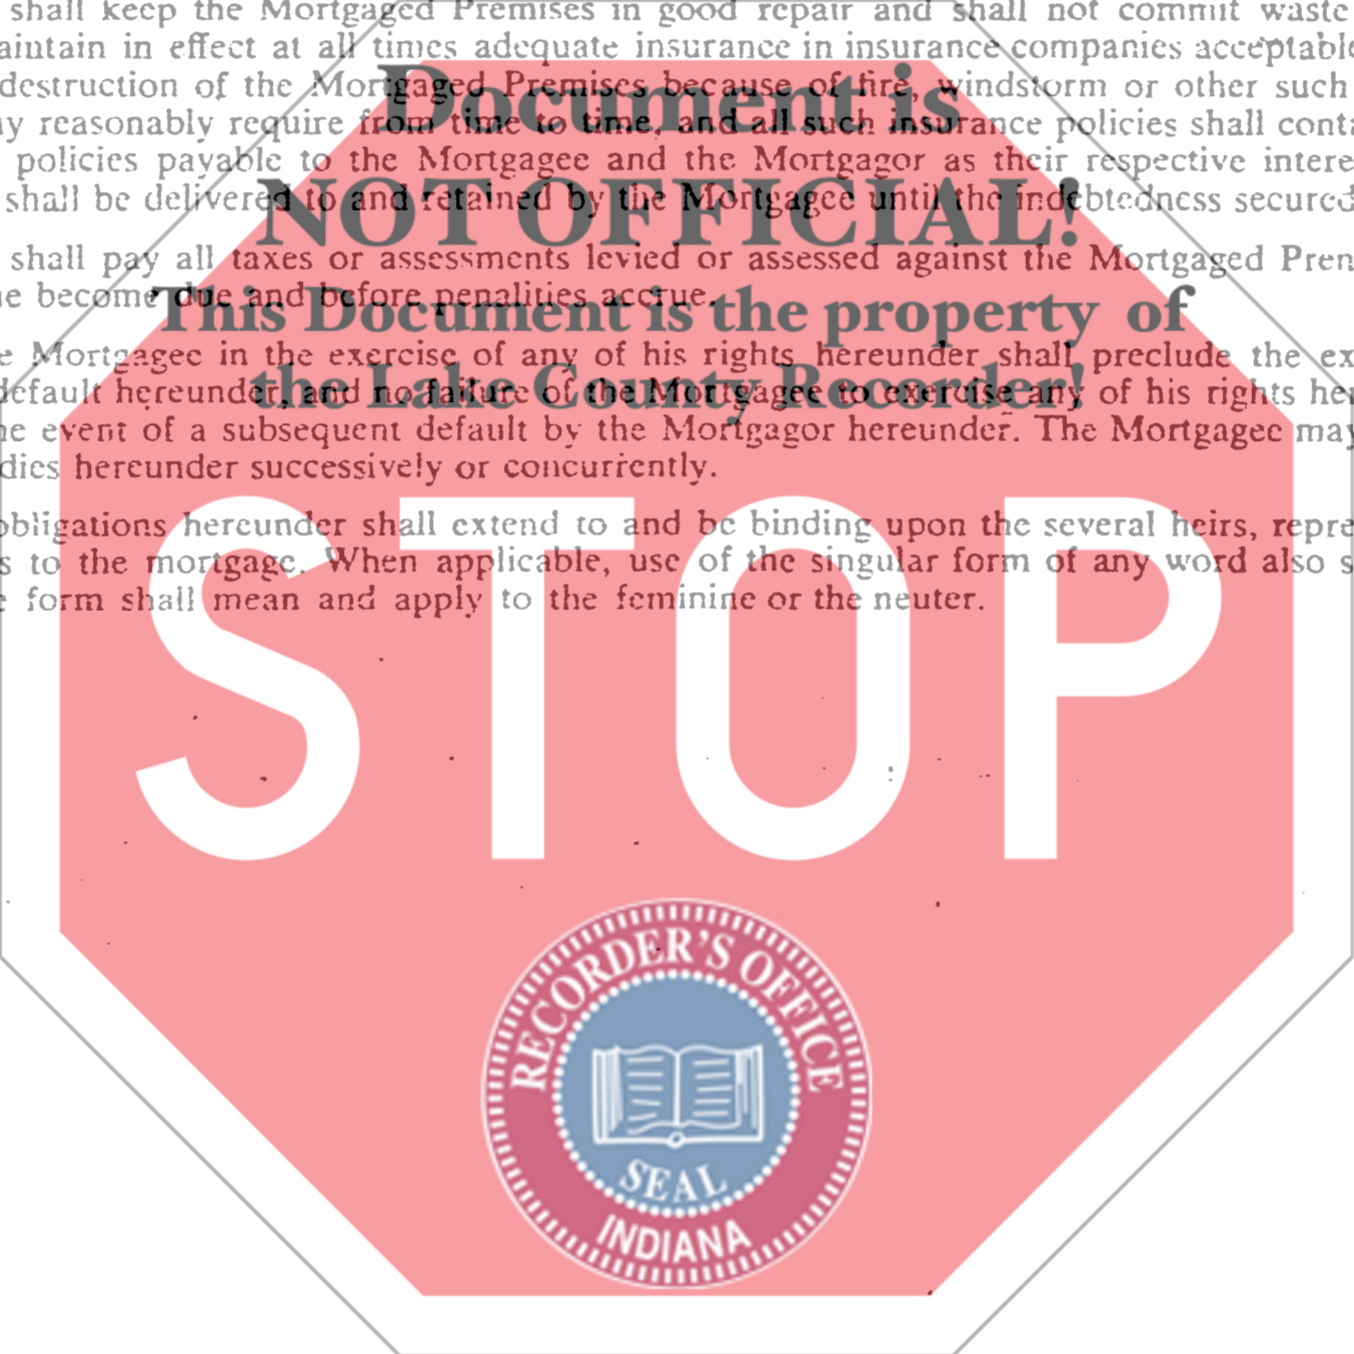 shall keep the Mortgaged Premises in good repair and shall not commit waste
aintain in effect at all times adequate insurance in insurance companies acceptable
destruction of the Mortgaged Premises because of fire, windstorm or other such
Document is
y reasonably require from time to time, and all such insurance policies shall conta
policies payable to the Mortgagee and the Mortgagor as their respective intere
shall be delivered to and retained by the Mortgagee until the indebtedness secured
NOT OFFICIAL!
shall pay all taxes or assessments levied or assessed against the Mortgaged Prem
e become due and before penalities accrue.
This Document is the property of
e Mortgagee in the exercise of any of his rights hereunder shall preclude the ex
default hereunder, and no failure of the Mortgagee to exercise any of his rights her
the Lake County Recorder!
e event of a subsequent default by the Mortgagor hereunder. The Mortgagee may
dies hereunder successively or concurrently.
obligations hereunder shall extend to and be binding upon the several heirs, repre
s to the mortgage. When applicable, use of the singular form of any word also s
e form shall mean and apply to the feminine or the neuter.
STOP
RECORDER'S OFFICE
SEAL
INDIANA